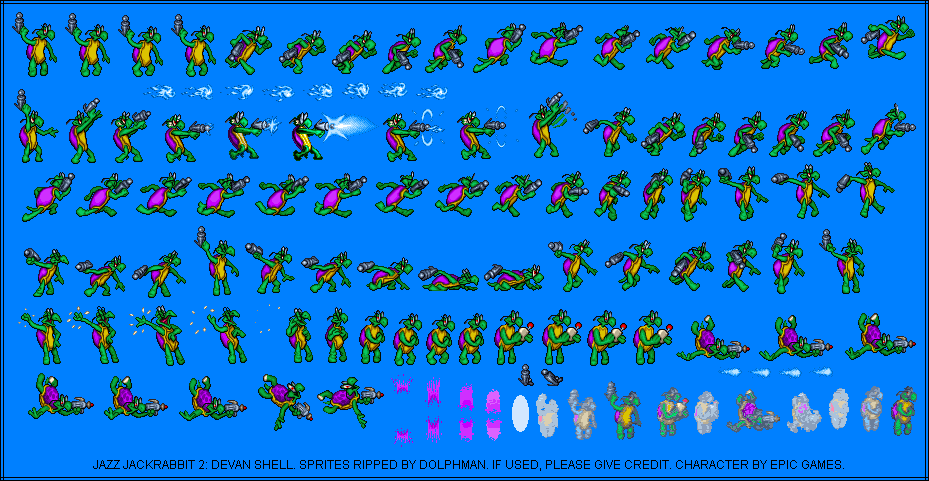 JAZZ JACKRABBIT 2: DEVAN SHELL. SPRITES RIPPED BY DOLPHMAN. IF USED, PLEASE GIVE CREDIT. CHARACTER BY EPIC GAMES.